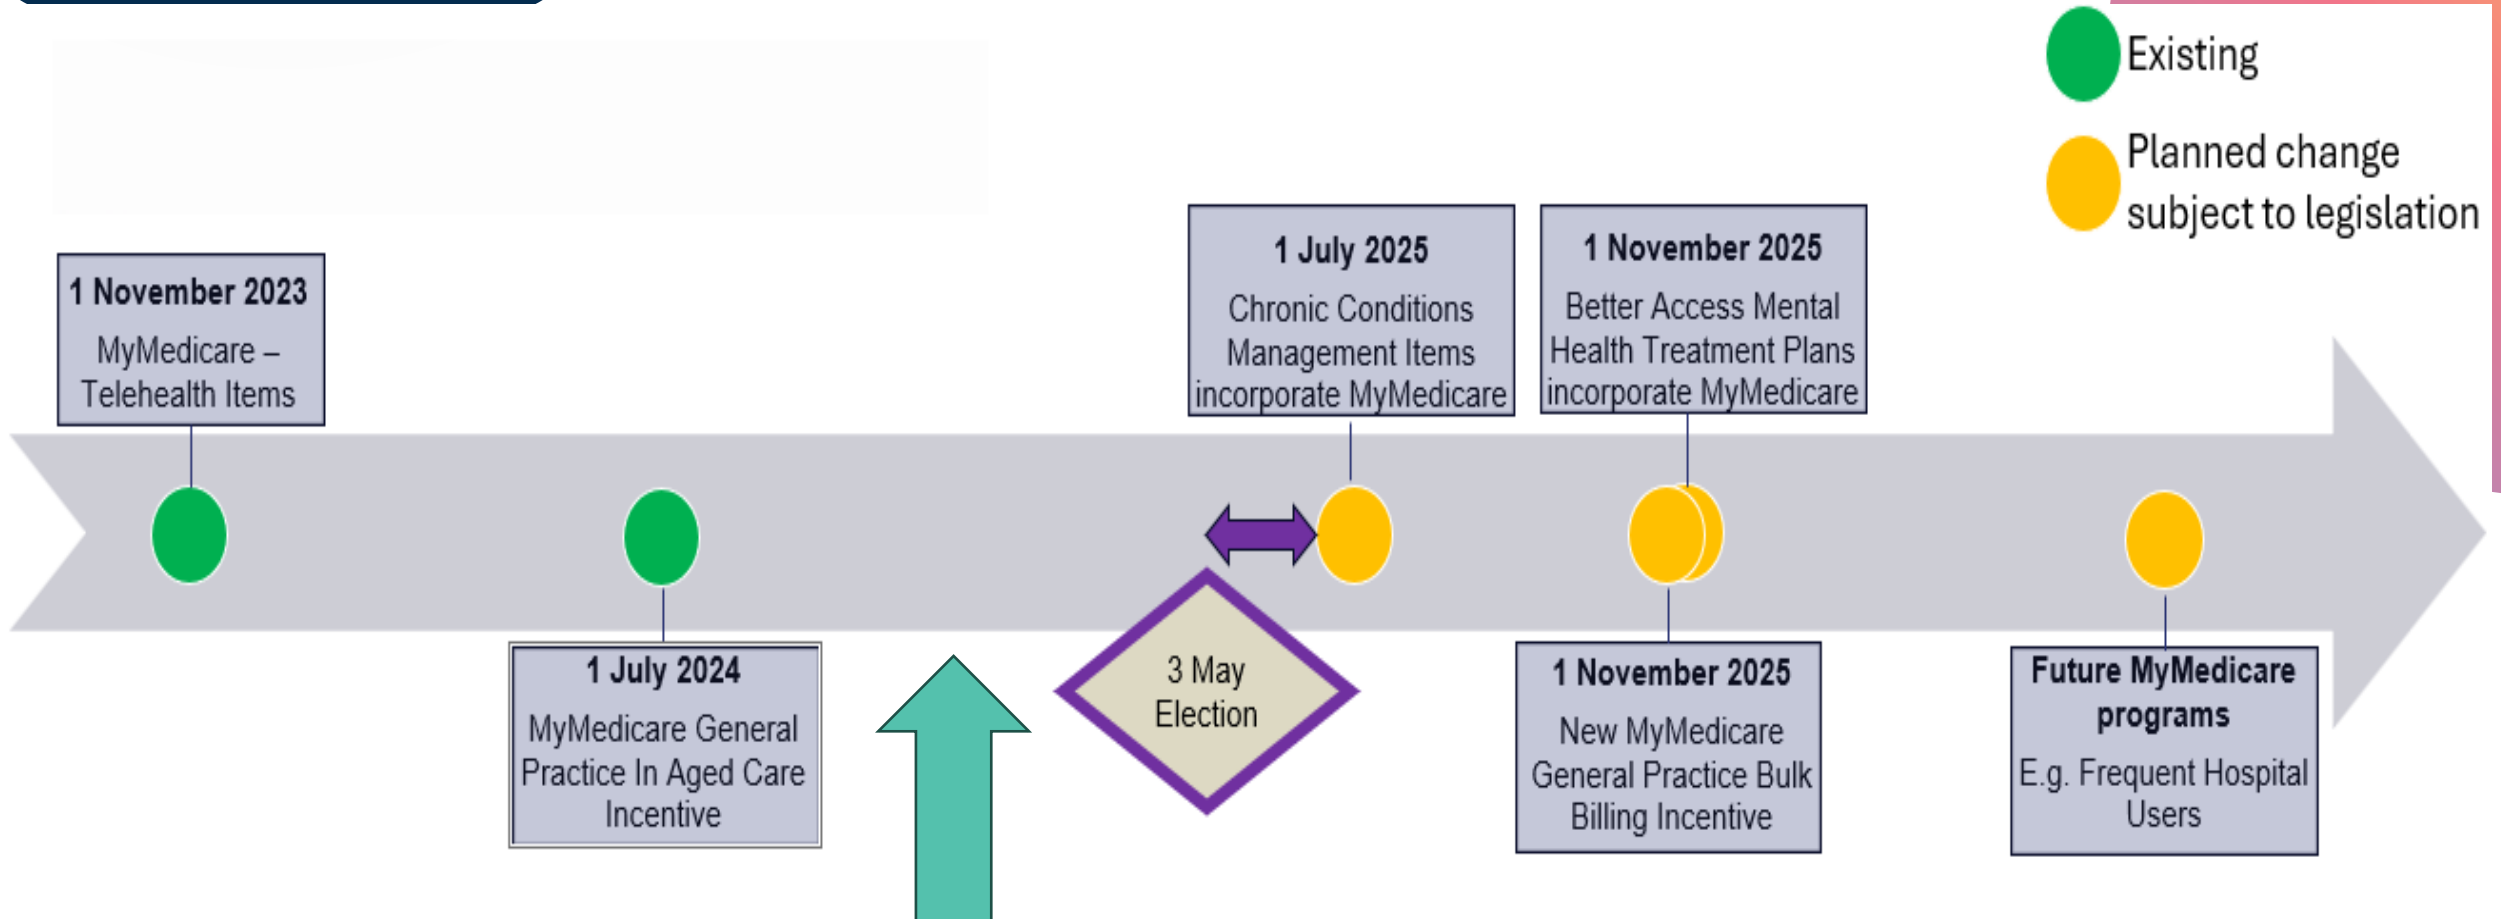 Existing
Planned change
subject to legislation
1 November 2023
MyMedicare –
Telehealth Items
1 July 2025
Chronic Conditions
Management Items
incorporate MyMedicare
1 November 2025
Better Access Mental
Health Treatment Plans
incorporate MyMedicare
1 July 2024
MyMedicare General
Practice In Aged Care
Incentive
3 May
Election
1 November 2025
New MyMedicare
General Practice Bulk
Billing Incentive
Future MyMedicare
programs
E.g. Frequent Hospital
Users